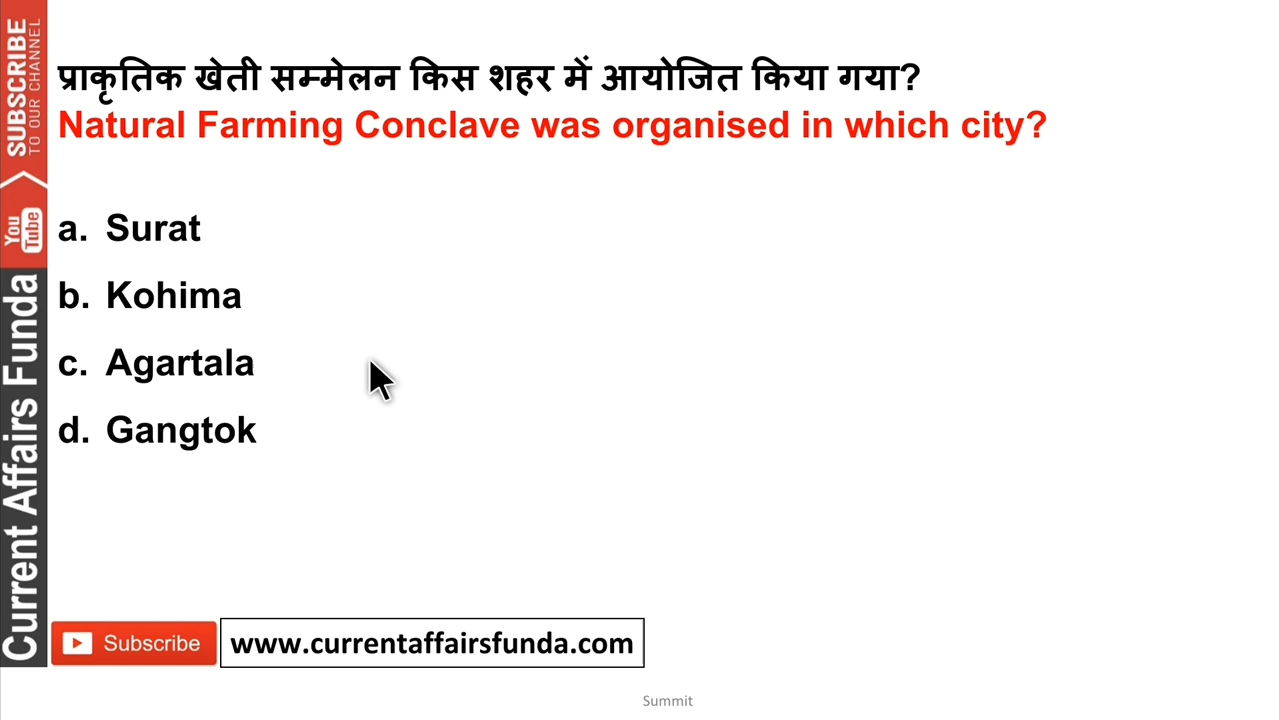 प्राकृतिक खेती सम्मेलन किस शहर में आयोजित किया गया?
Natural Farming Conclave was organised in which city?
a. Surat
b. Kohima
c. Agartala
d. Gangtok
SUBSCRIBE
TO OUR CHANNEL
You
Tube
Current Affairs Funda
Subscribe
www.currentaffairsfunda.com
Summit